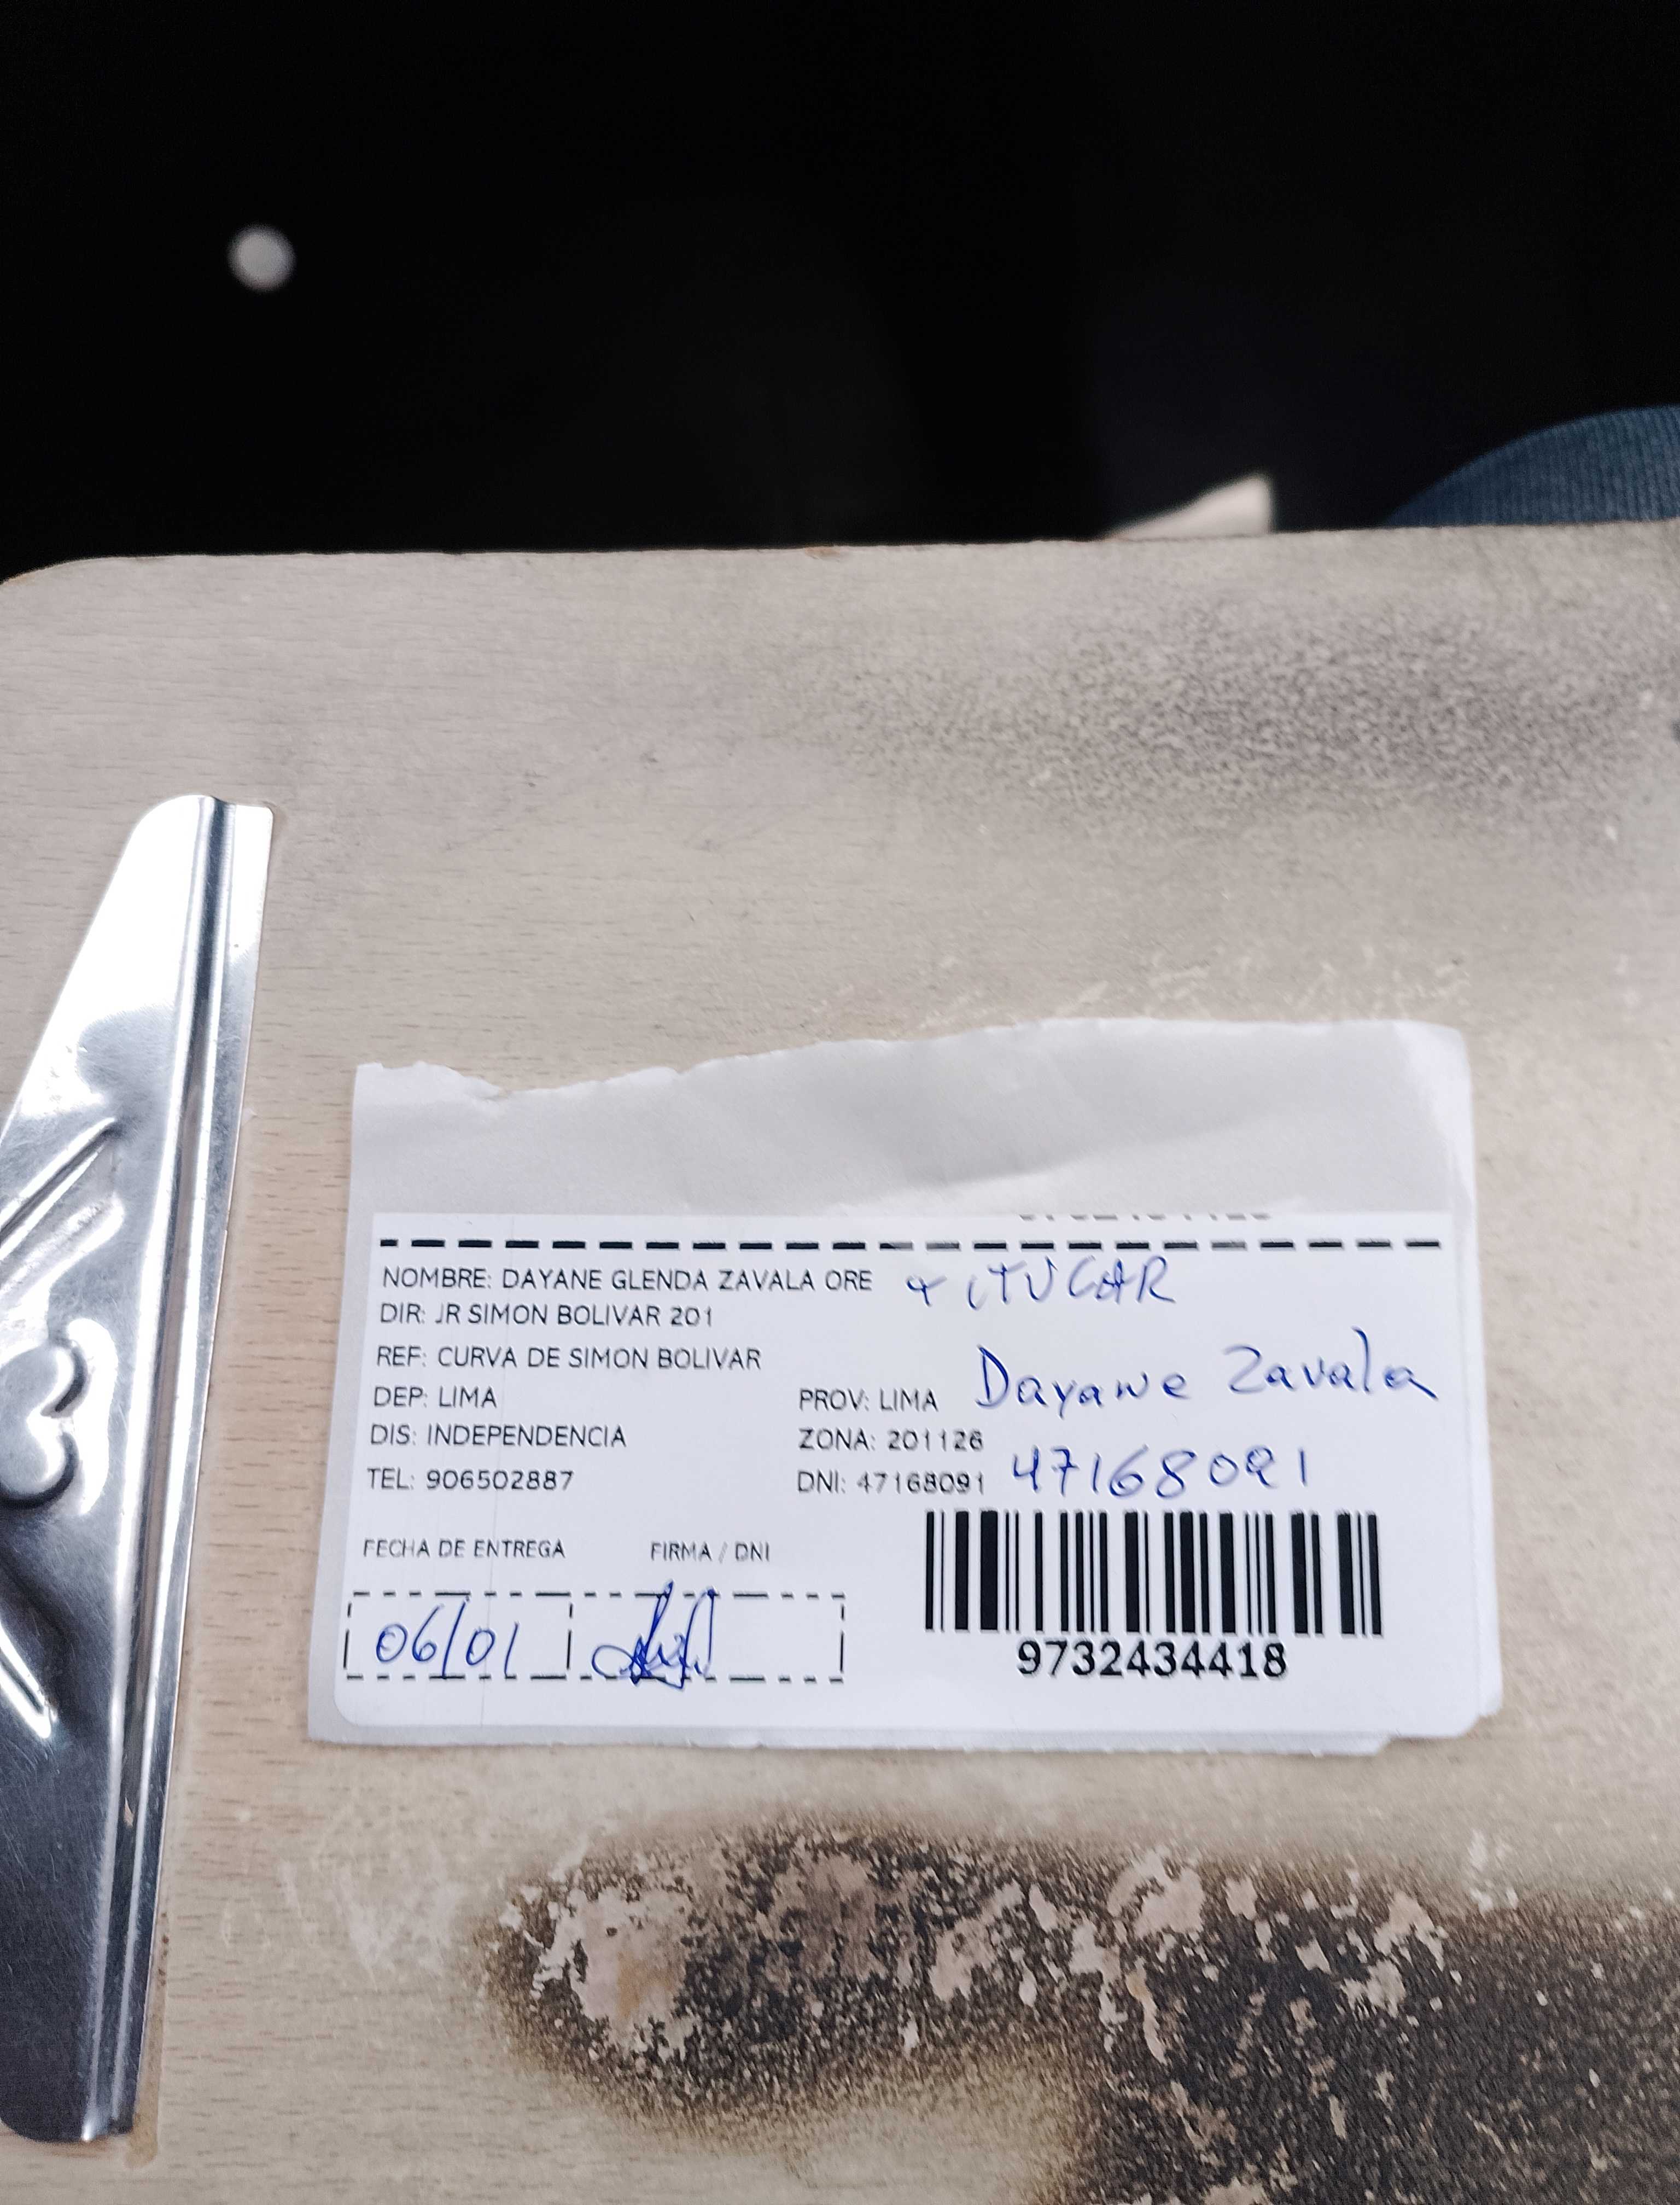 NOMBRE: DAYANE GLENDA ZAVALA ORE
DIR: JR SIMON BOLIVAR 201
REF: CURVA DE SIMON BOLIVAR
DEP: LIMA PROV: LIMA Dayane Zavala
DIS: INDEPENDENCIA ZONA: 201126
TEL: 906502887 DNI: 47168091 47168091
FECHA DE ENTREGA FIRMA / DNI
06/01
9732434418